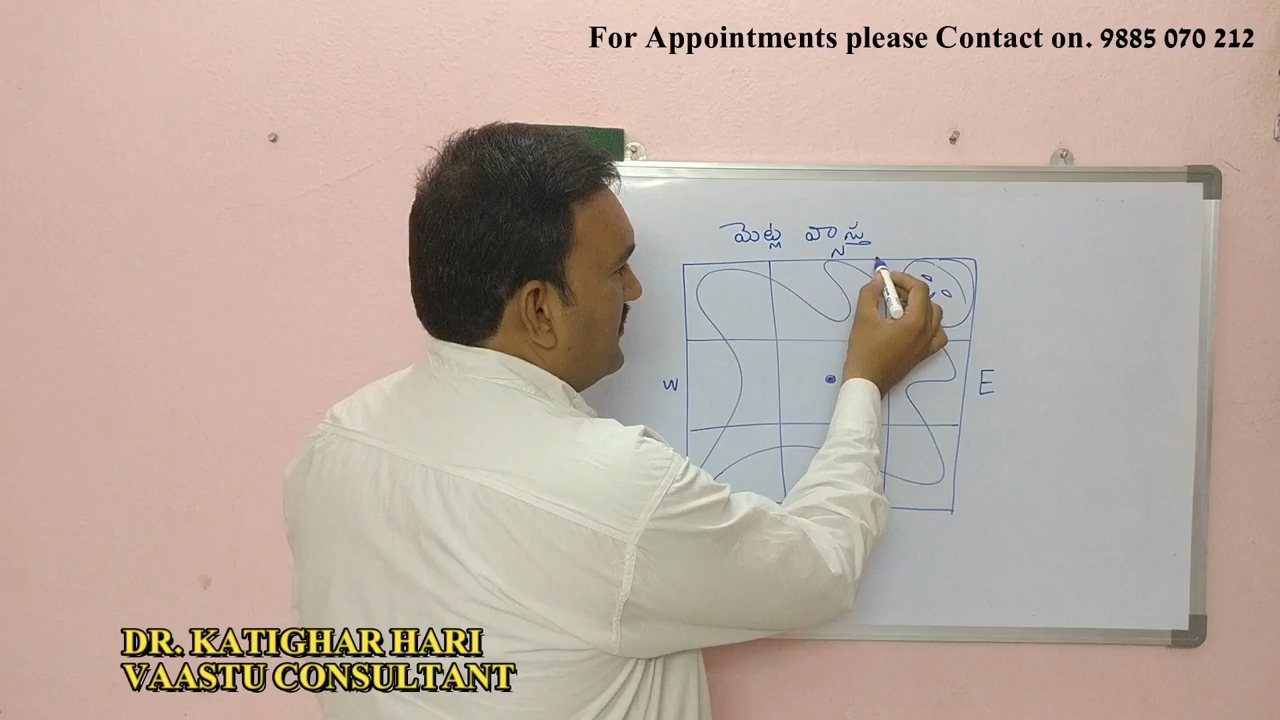 For Appointments please Contact on. 9885 070 212
మెట్ల వాస్తు
N
W
E
DR. KATIGHAR HARI
VAASTU CONSULTANT